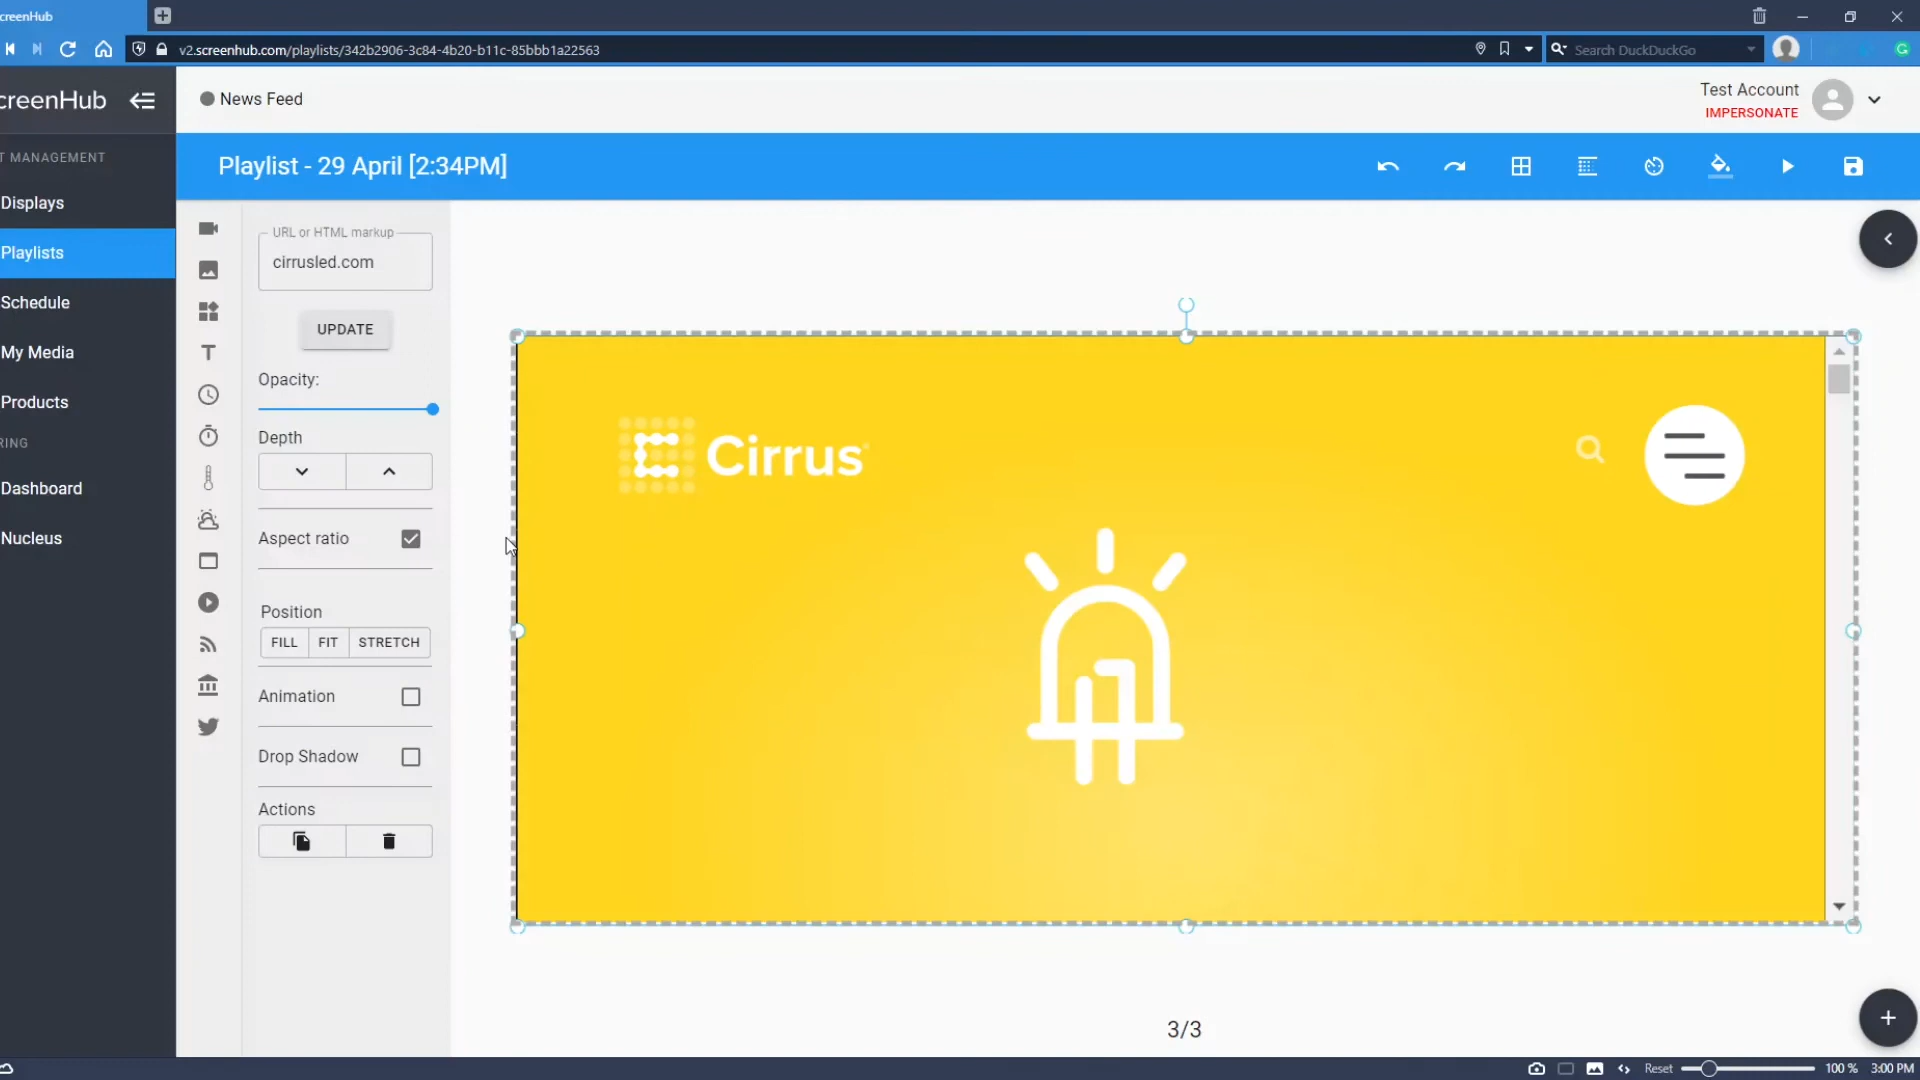 creenHub
v2.screenhub.com/playlists/342b2906-3c84-4b20-b11c-85bbb1a22563
Search DuckDuckGo
creenHub
News Feed
Test Account
IMPERSONATE
T MANAGEMENT
Playlist - 29 April [2:34PM]
Displays
Playlists
Schedule
My Media
Products
RING
Dashboard
Nucleus
URL or HTML markup
cirrusled.com
UPDATE
Opacity:
Depth
Aspect ratio
Position
FILL FIT STRETCH
Animation
Drop Shadow
Actions
Cirrus
3/3
Reset 100 % 3:00 PM